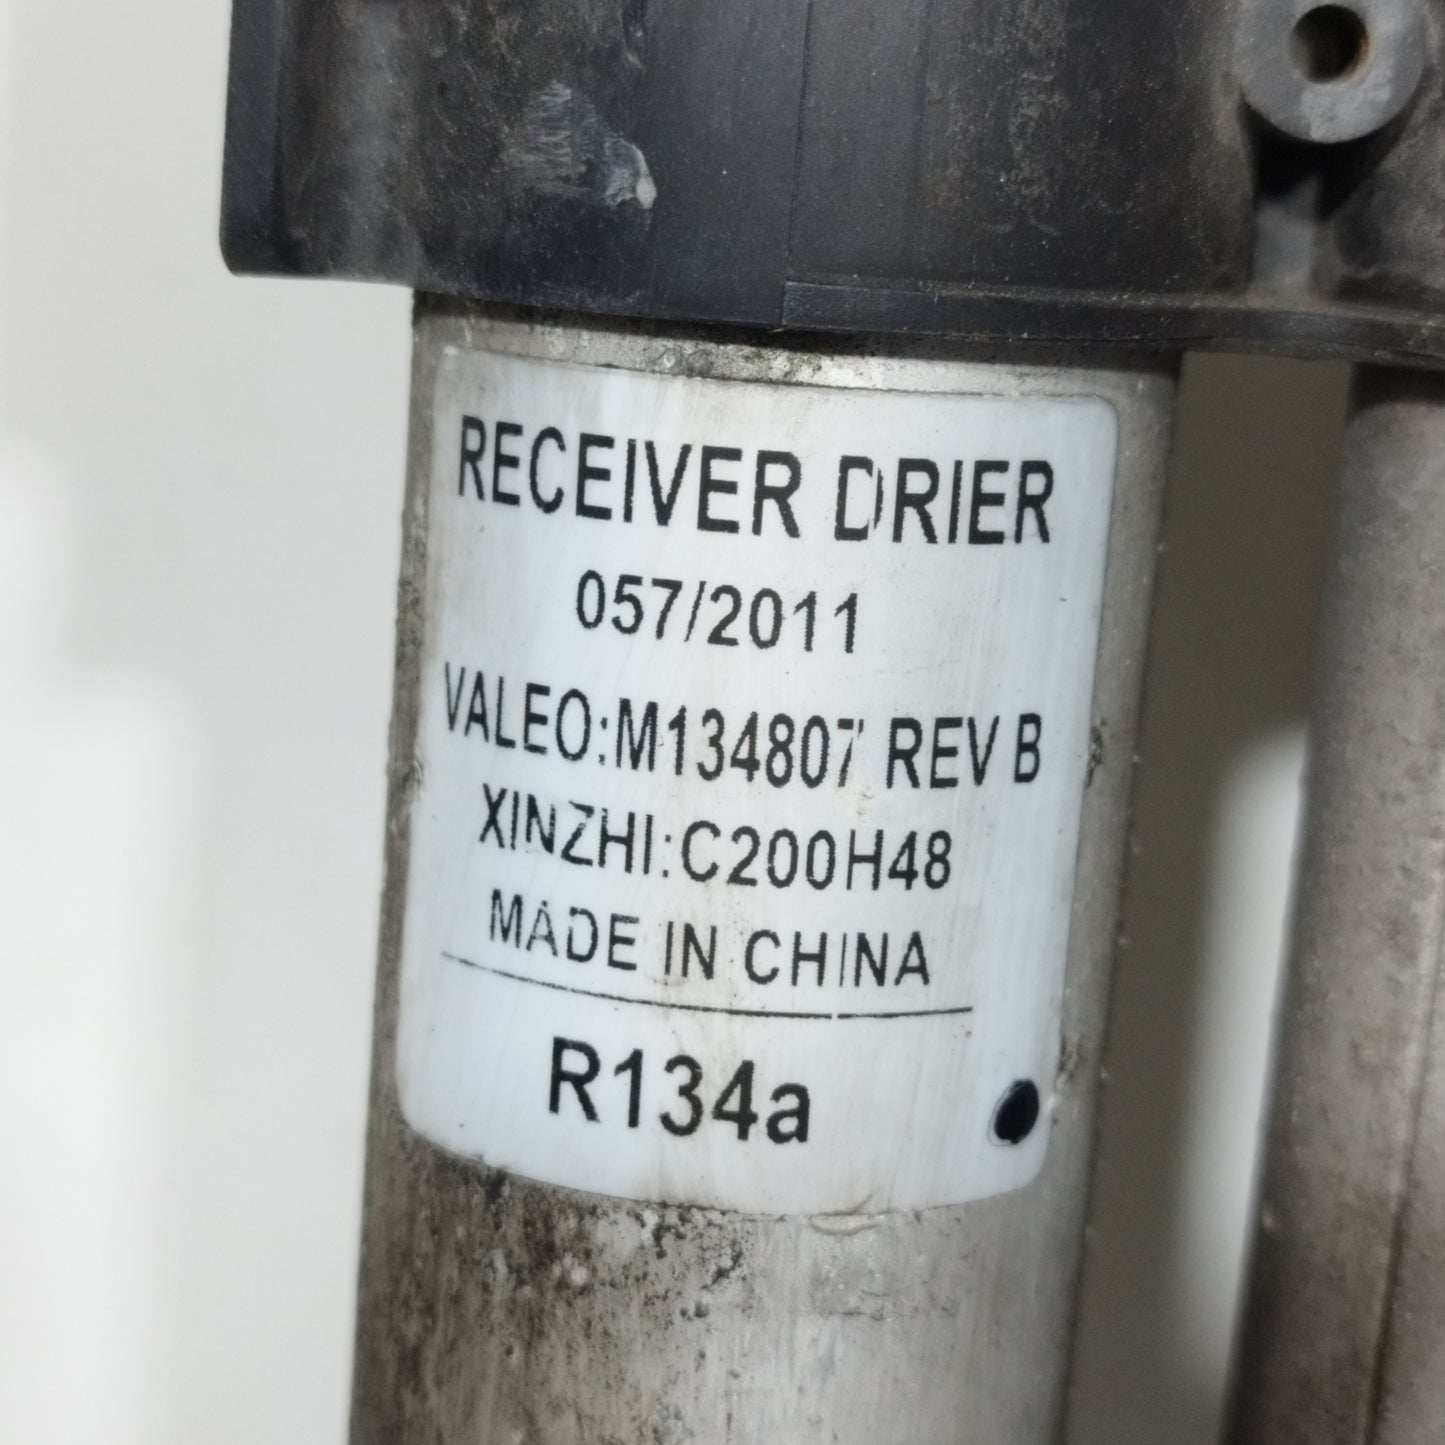 RECEIVER DRIER
057/2011
VALEO:M134807 REV B
XINZHI:C200H48
MADE IN CHINA
R134a